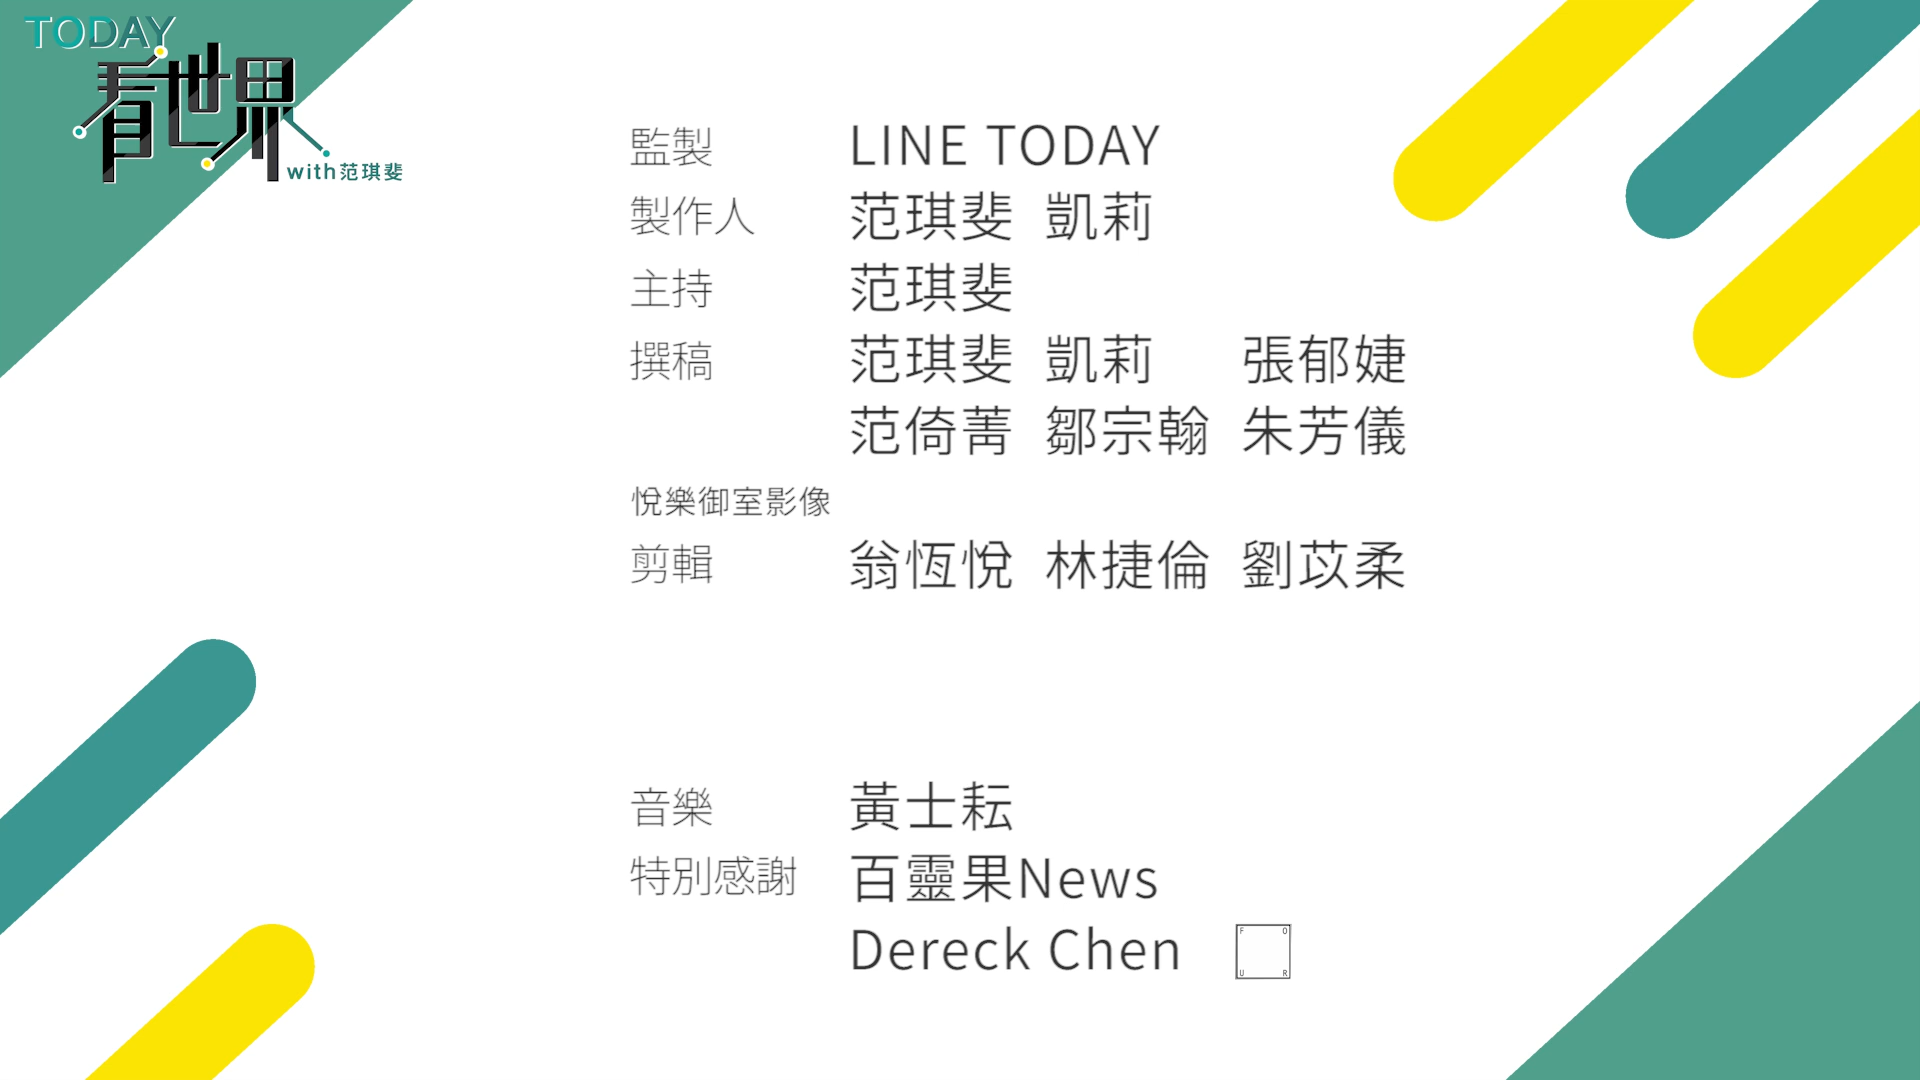 TODAY
看世界
with范琪斐
監製 LINE TODAY
製作人 范琪斐 凱莉
主持 范琪斐
撰稿 范琪斐 凱莉 張郁婕
范倚菁 鄒宗翰 朱芳儀
悅樂御室影像
剪輯 翁恆悅 林捷倫 劉苡柔
音樂 黃士耘
特別感謝 百靈果News
Dereck Chen
F O
U R